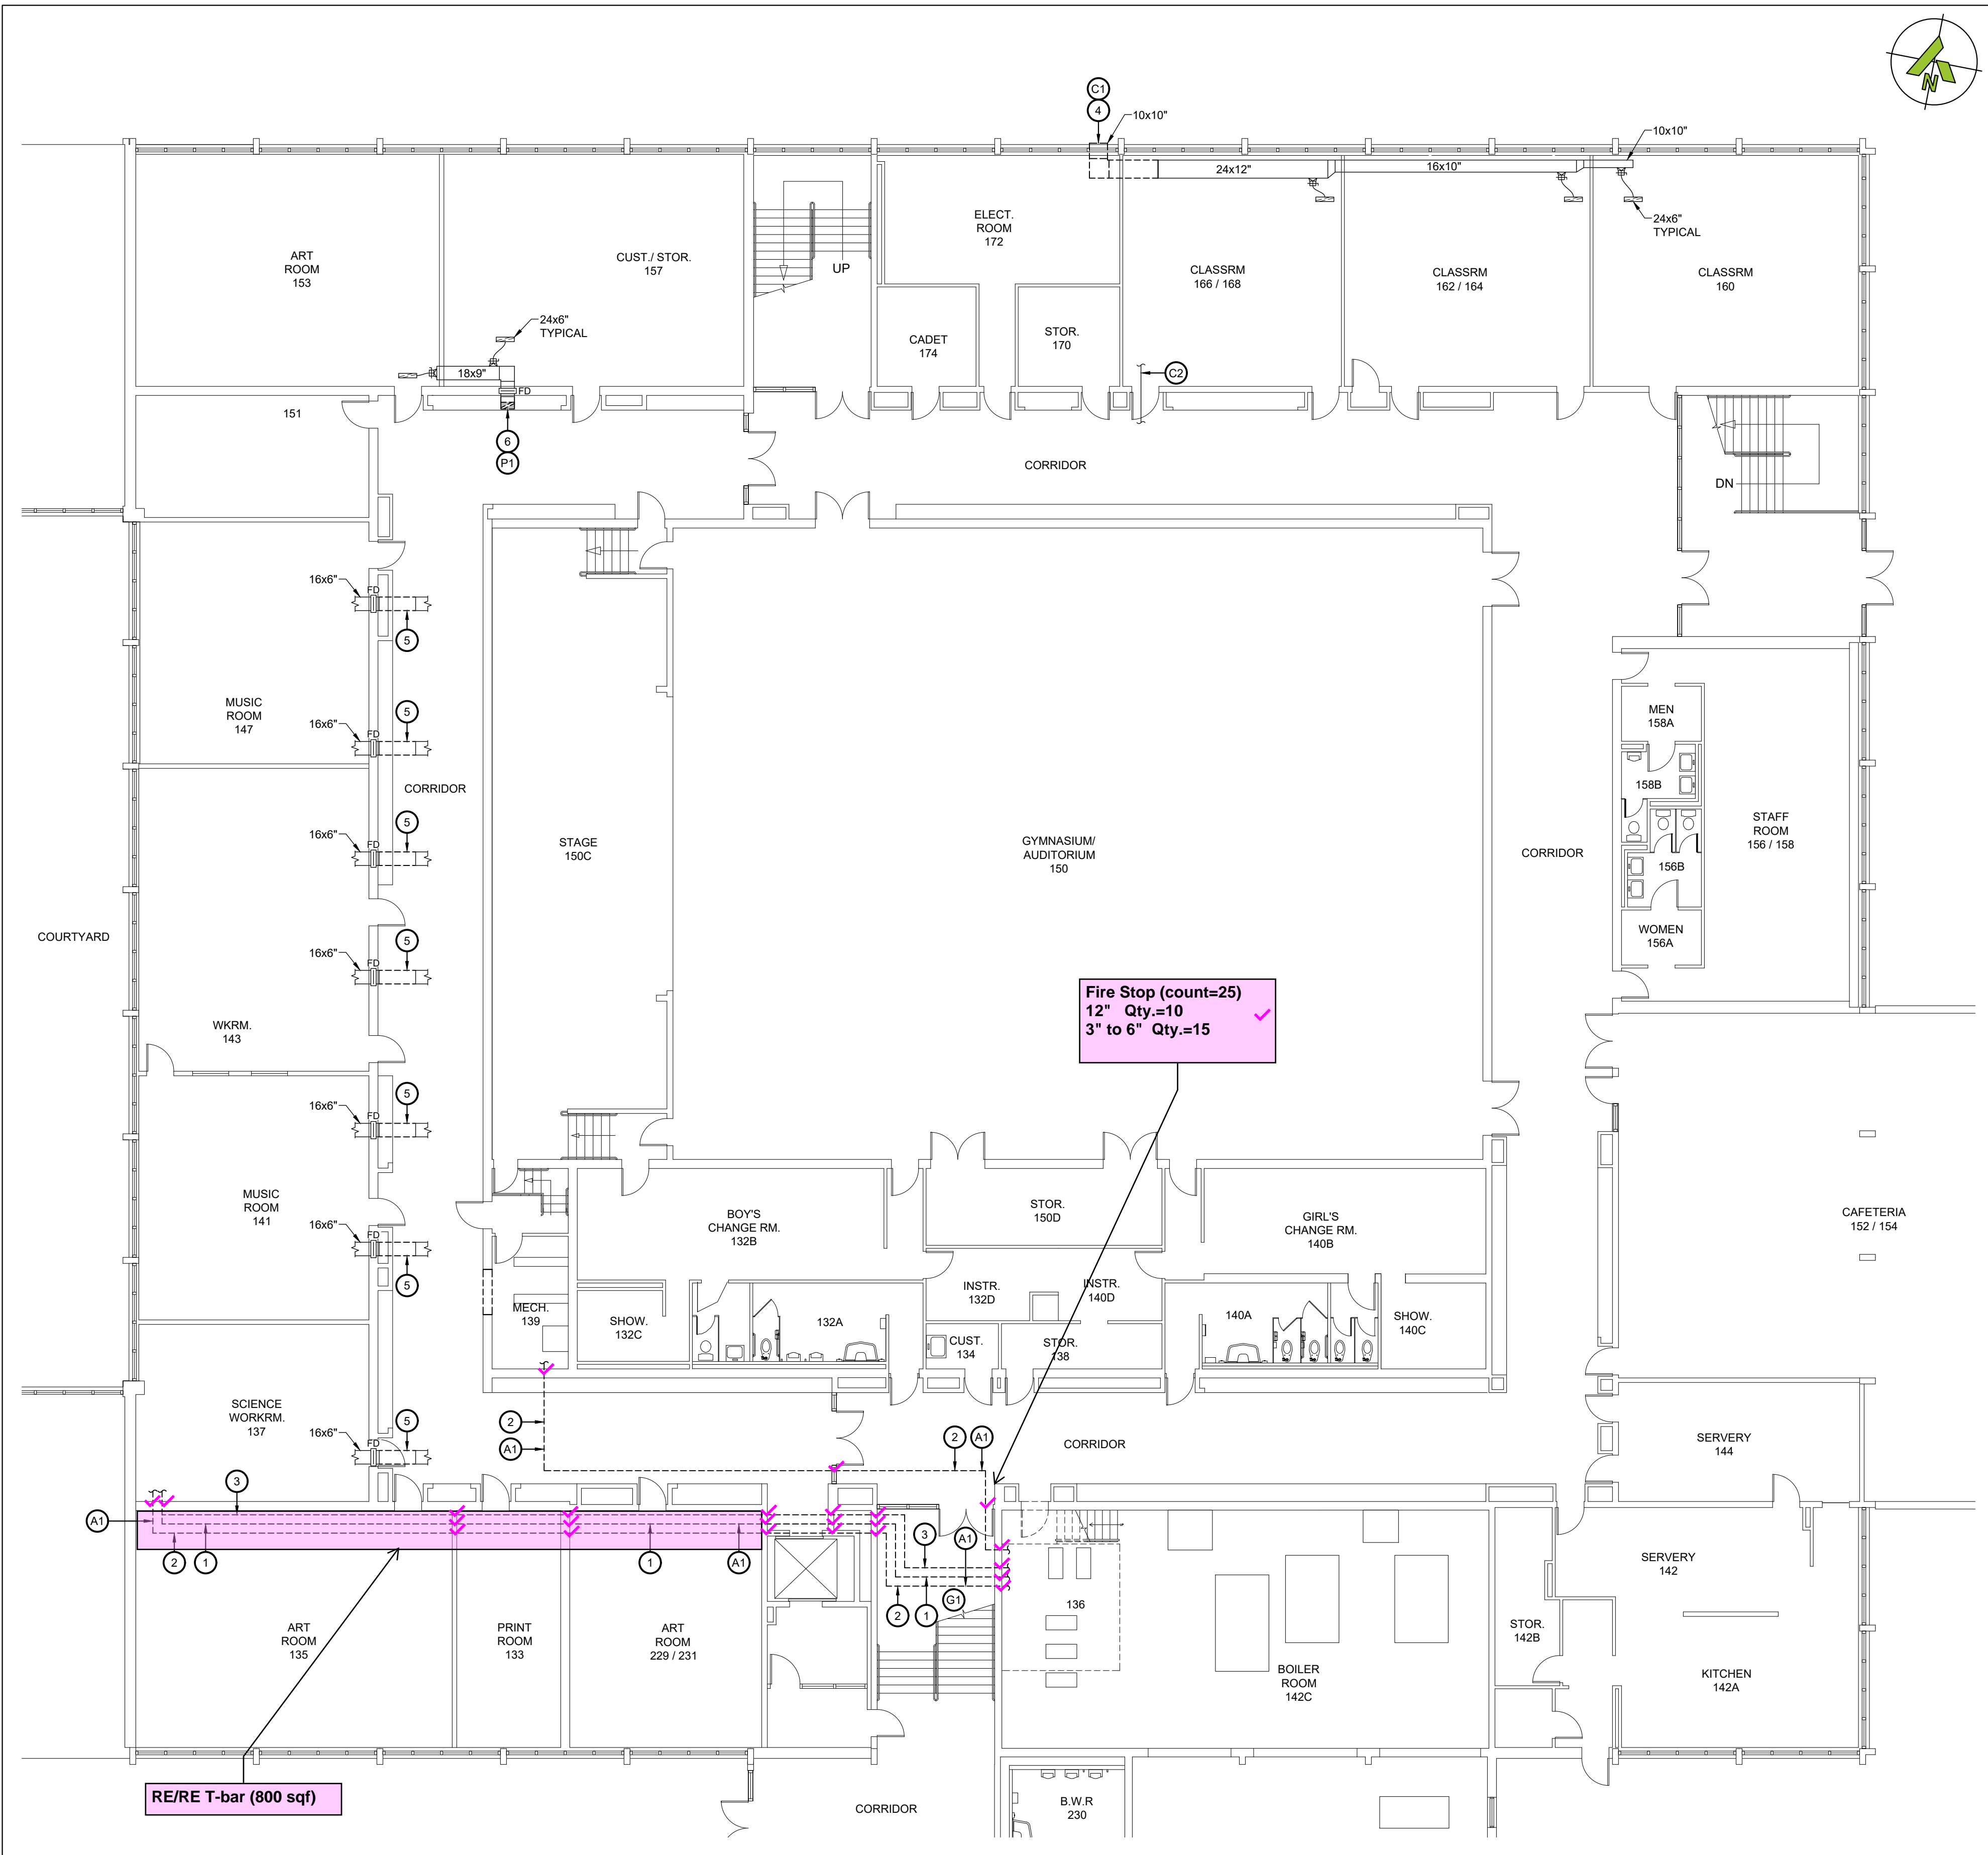 N
C1
4
10x10"
10x10"
24x12"
16x10"
24x6"
TYPICAL
ART
ROOM
153
CUST./ STOR.
157
UP
ELECT.
ROOM
172
CLASSRM
166 / 168
CLASSRM
162 / 164
CLASSRM
160
24x6"
TYPICAL
CADET
174
STOR.
170
18x9"
FD
C2
151
6
P1
CORRIDOR
DN
16x6"
FD
5
MUSIC
ROOM
147
16x6"
FD
5
CORRIDOR
16x6"
FD
5
STAGE
150C
GYMNASIUM/
AUDITORIUM
150
CORRIDOR
MEN
158A
158B
STAFF
ROOM
156 / 158
156B
WOMEN
156A
COURTYARD
16x6"
FD
5
WKRM.
143
Fire Stop (count=25)
12" Qty.=10
3" to 6" Qty.=15
16x6"
FD
5
MUSIC
ROOM
141
16x6"
FD
5
BOY'S
CHANGE RM.
132B
STOR.
150D
GIRL'S
CHANGE RM.
140B
CAFETERIA
152 / 154
MECH.
139
SHOW.
132C
132A
INSTR.
132D
INSTR.
140D
CUST.
134
STOR.
138
140A
SHOW.
140C
SCIENCE
WORKRM.
137
16x6"
FD
5
2
A1
2
A1
CORRIDOR
SERVERY
144
3
A1
2
1
1
A1
3
A1
2
1
G1
136
SERVERY
142
ART
ROOM
135
PRINT
ROOM
133
ART
ROOM
229 / 231
BOILER
ROOM
142C
STOR.
142B
KITCHEN
142A
RE/RE T-bar (800 sqf)
CORRIDOR
B.W.R
230